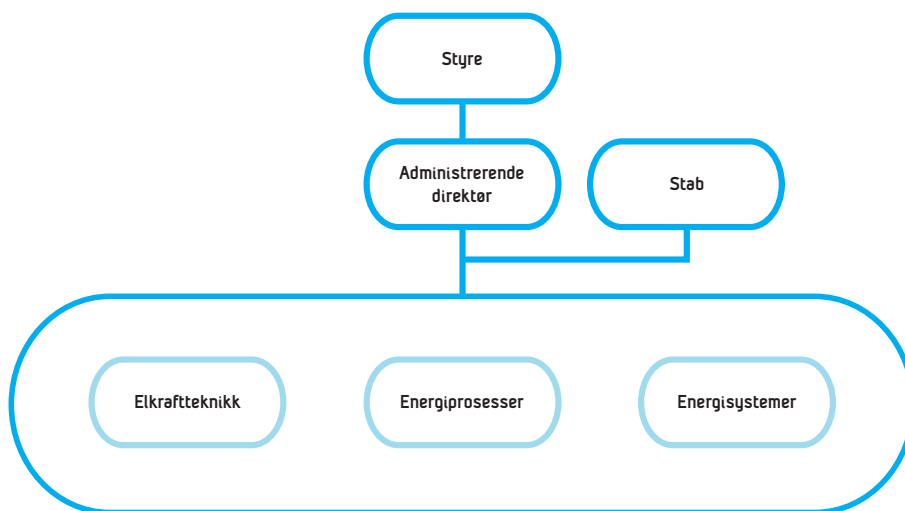 Styre
Administrerende
direktør
Stab
Elkraftteknikk
Energiprosesser
Energisystemer